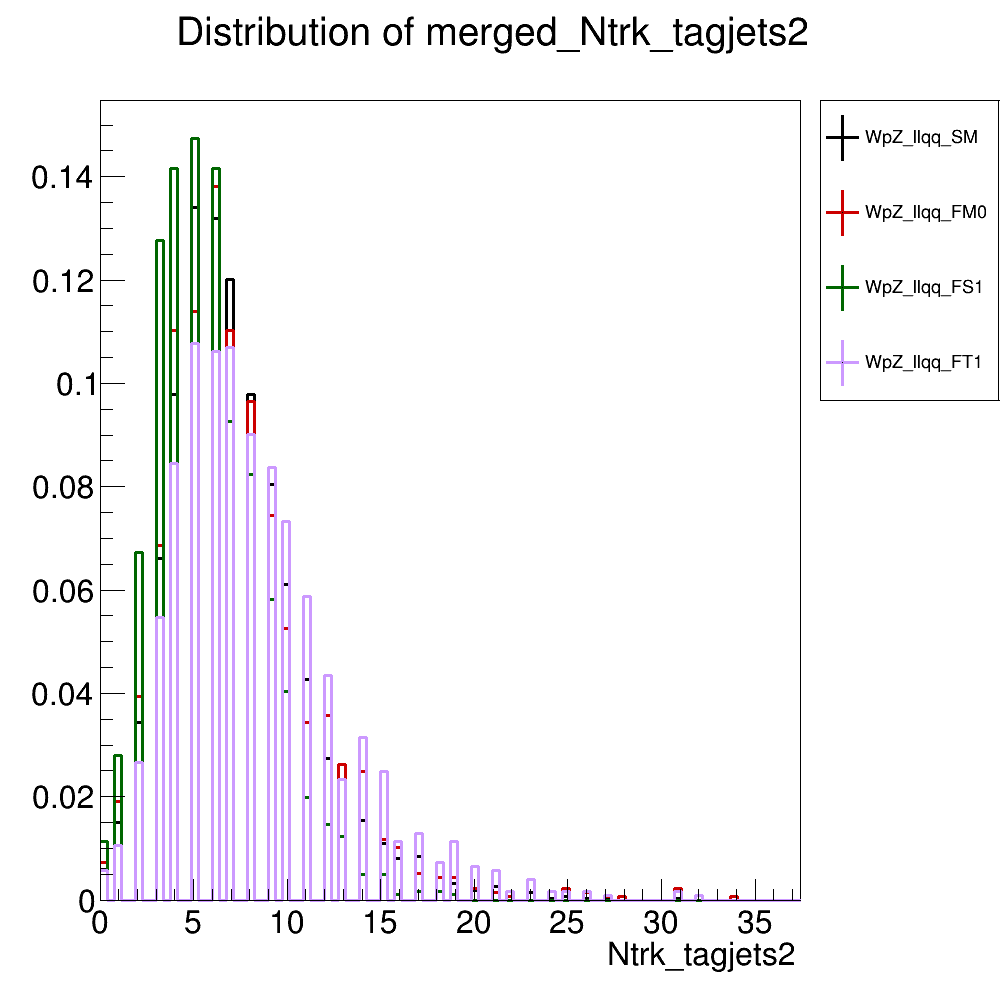 Distribution of merged_Ntrk_tagjets2
WpZ_llqq_SM
WpZ_llqq_FM0
WpZ_llqq_FS1
WpZ_llqq_FT1
0.14
0.12
0.1
0.08
0.06
0.04
0.02
0
0 5 10 15 20 25 30 35
Ntrk_tagjets2